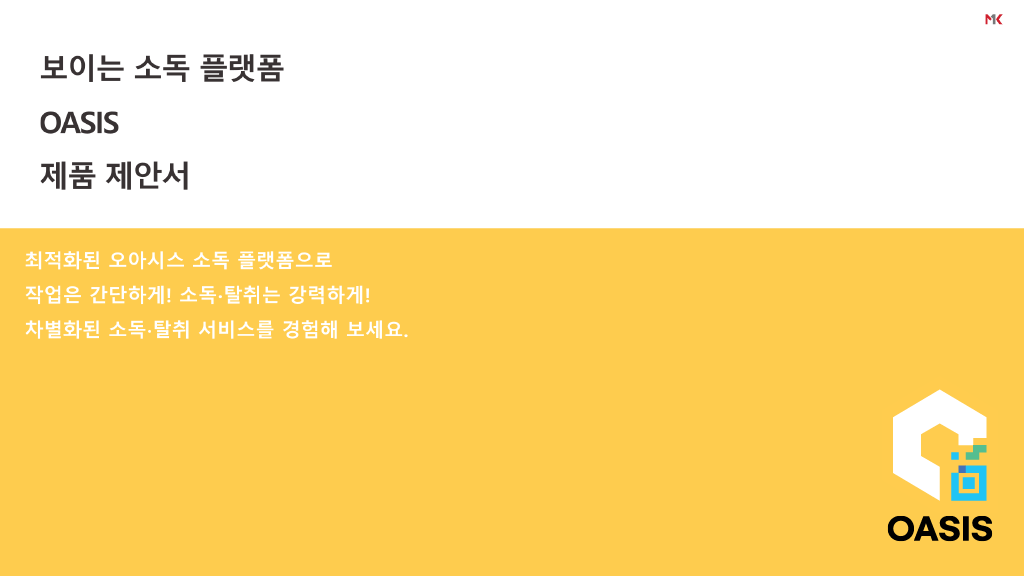 MK
보이는 소독 플랫폼
OASIS
제품 제안서
최적화된 오아시스 소독 플랫폼으로
작업은 간단하게! 소독·탈취는 강력하게!
차별화된 소독·탈취 서비스를 경험해 보세요.
OASIS